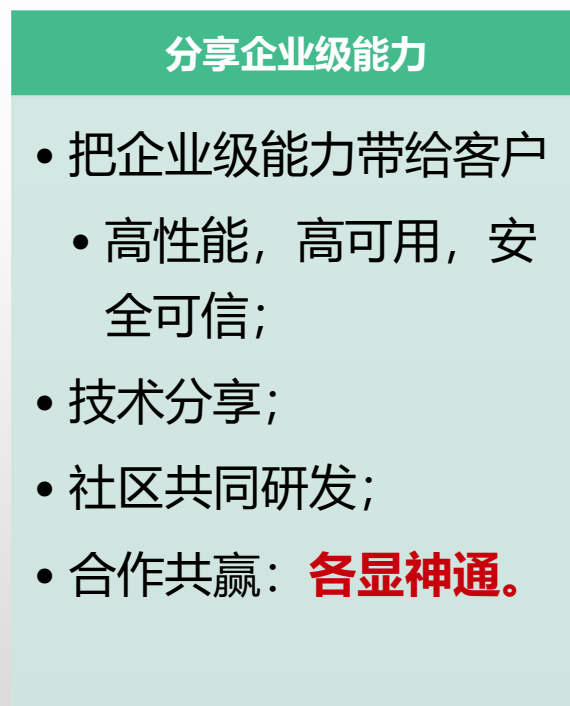 分享企业级能力
• 把企业级能力带给客户
• 高性能，高可用，安
全可信；
• 技术分享；
• 社区共同研发；
• 合作共赢：各显神通。